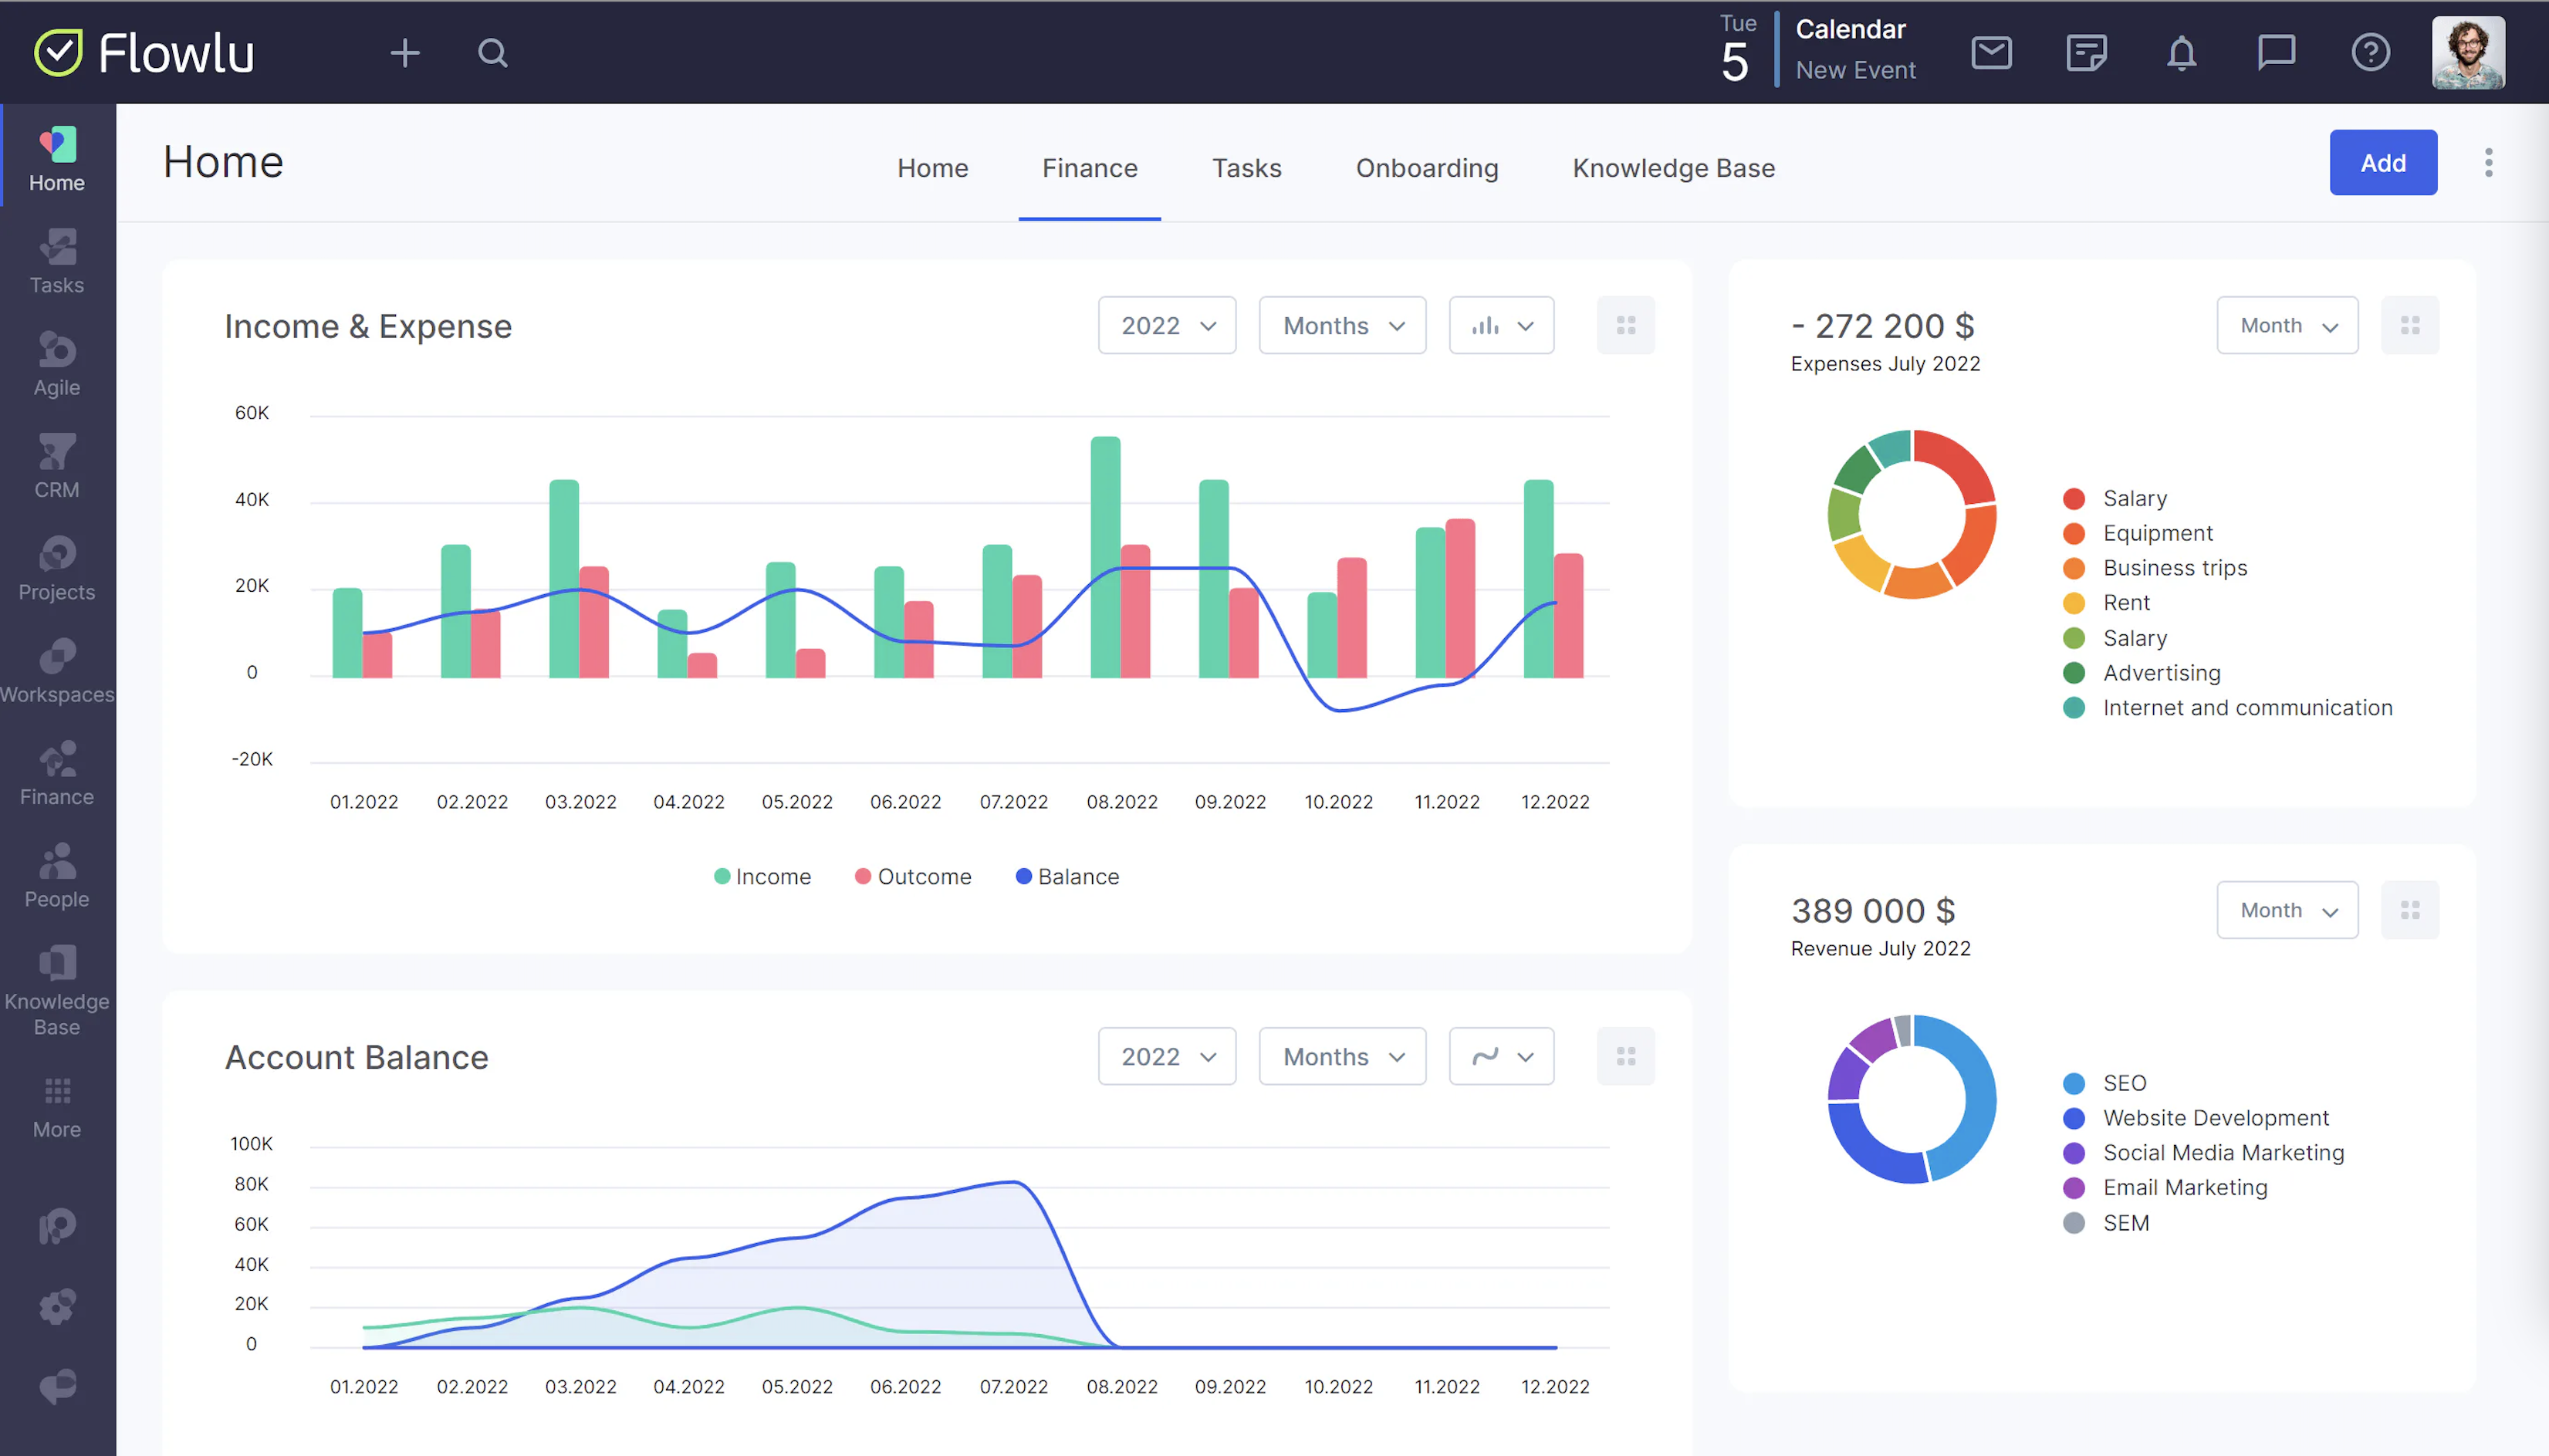 Flowlu
Tue
5
Calendar
New Event
Home
Tasks
Agile
CRM
Projects
Workspaces
Finance
People
Knowledge
Base
More
Home
Home Finance Tasks Onboarding Knowledge Base
Add
Income & Expense
2022 Months
60K
40K
20K
0
-20K
01.2022 02.2022 03.2022 04.2022 05.2022 06.2022 07.2022 08.2022 09.2022 10.2022 11.2022 12.2022
Income Outcome Balance
- 272 200 $
Expenses July 2022
Month
Salary
Equipment
Business trips
Rent
Salary
Advertising
Internet and communication
Account Balance
2022 Months
100K
80K
60K
40K
20K
0
01.2022 02.2022 03.2022 04.2022 05.2022 06.2022 07.2022 08.2022 09.2022 10.2022 11.2022 12.2022
389 000 $
Revenue July 2022
Month
SEO
Website Development
Social Media Marketing
Email Marketing
SEM